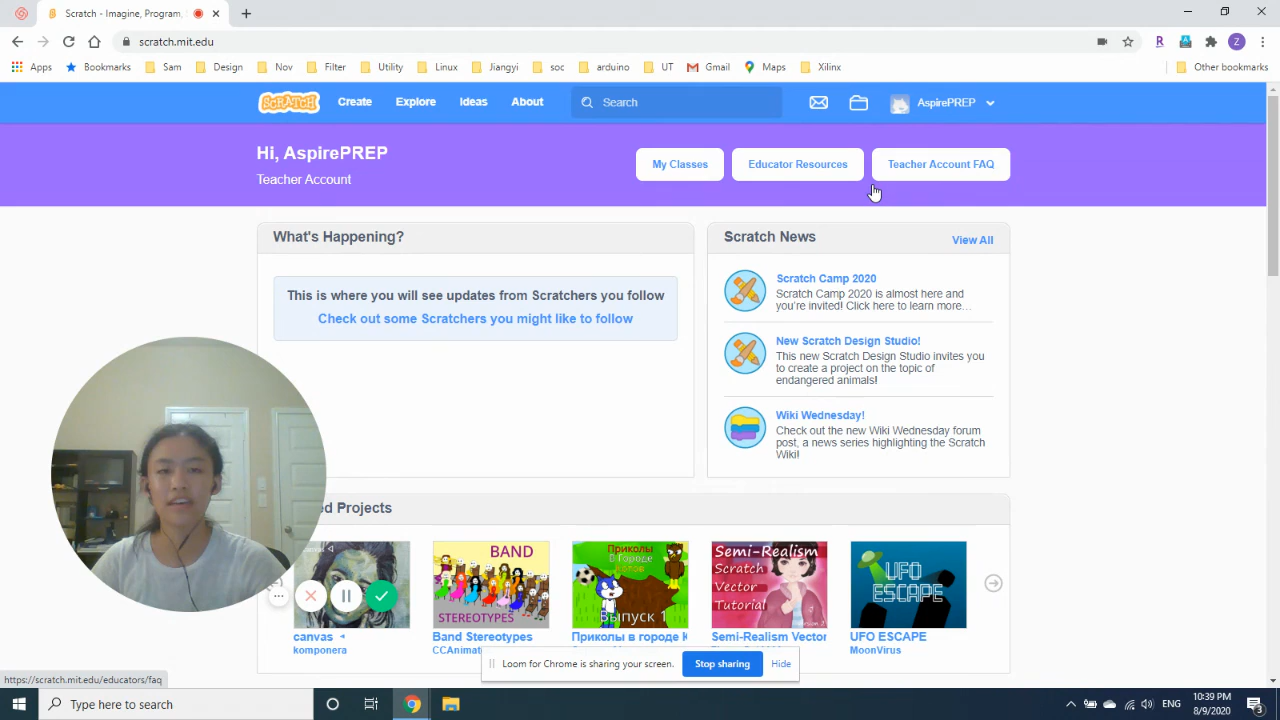 Scratch - Imagine, Program,
scratch.mit.edu
Apps Bookmarks Sam Design Nov Filter Utility Linux Jiangyi soc arduino UT Gmail Maps Xilinx Other bookmarks
SCRATCH Create Explore Ideas About Search AspirePREP
Hi, AspirePREP
Teacher Account
My Classes Educator Resources Teacher Account FAQ
What's Happening?
This is where you will see updates from Scratchers you follow
Check out some Scratchers you might like to follow
Scratch News View All
Scratch Camp 2020
Scratch Camp 2020 is almost here and
you're invited! Click here to learn more…
New Scratch Design Studio!
This new Scratch Design Studio invites you
to create a project on the topic of
endangered animals!
Wiki Wednesday!
Check out the new Wiki Wednesday forum
post, a news series highlighting the Scratch
Wiki!
d Projects
BAND
STEREOTYPES
Приколы
В Городе
Котов
Выпуск 1
Semi-Realism
Scratch
Vector
Tutorial
UFO
ESCAPE
canvas
komponera
Band Stereotypes
CCAnimat
Приколы в городе К
Semi-Realism Vector
UFO ESCAPE
MoonVirus
Loom for Chrome is sharing your screen. Stop sharing Hide
https://scratch.mit.edu/educators/faq
Type here to search
ENG
10:39 PM
8/9/2020
3